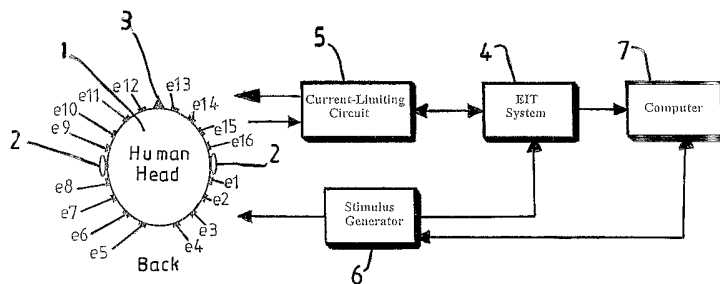 1
3
5
4
7
e12
e13
e11
e14
e10
e15
e9
e16
2
2
Human
Head
e8
e1
e7
e2
e6
e3
e5
e4
Back
Current-Limiting
Circuit
EIT
System
Computer
Stimulus
Generator
6